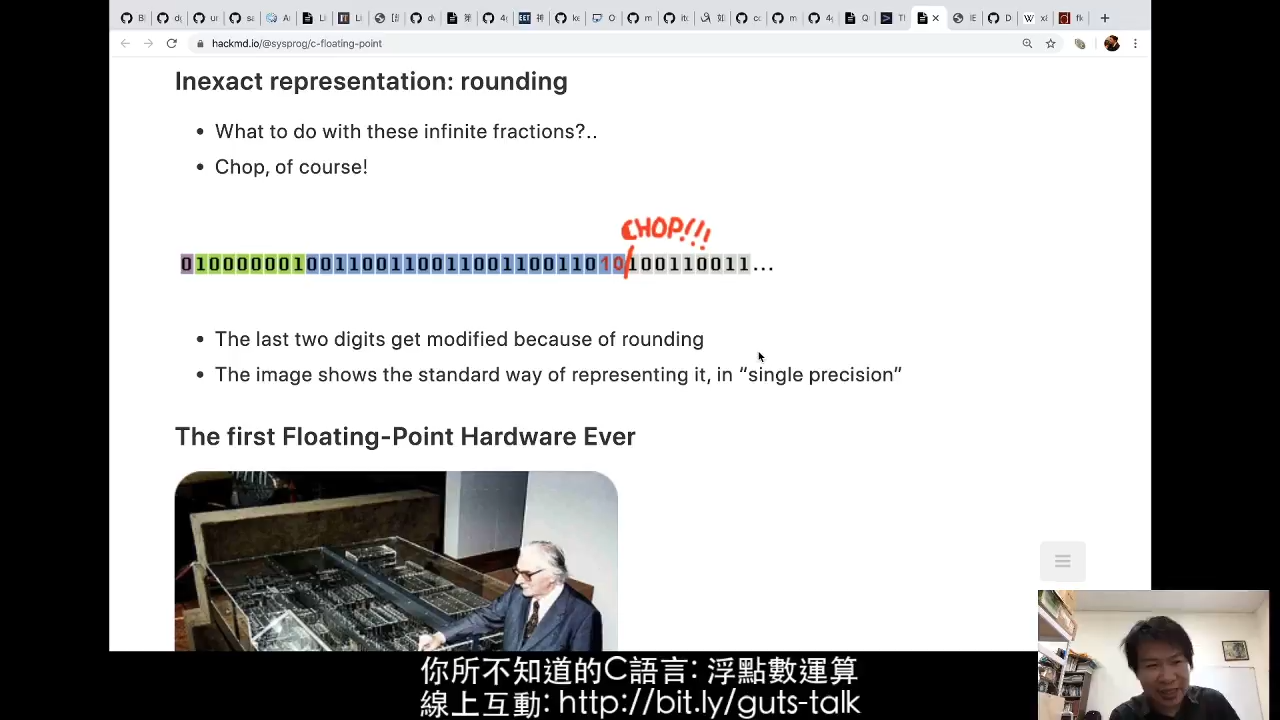 hackmd.io/@sysprog/c-floating-point
Inexact representation: rounding
What to do with these infinite fractions?..
Chop, of course!
CHOP!!!
01000000100110011001100110011010100110011...
The last two digits get modified because of rounding
The image shows the standard way of representing it, in “single precision”
The first Floating-Point Hardware Ever
你所不知道的C語言: 浮點數運算
線上互動: http://bit.ly/guts-talk